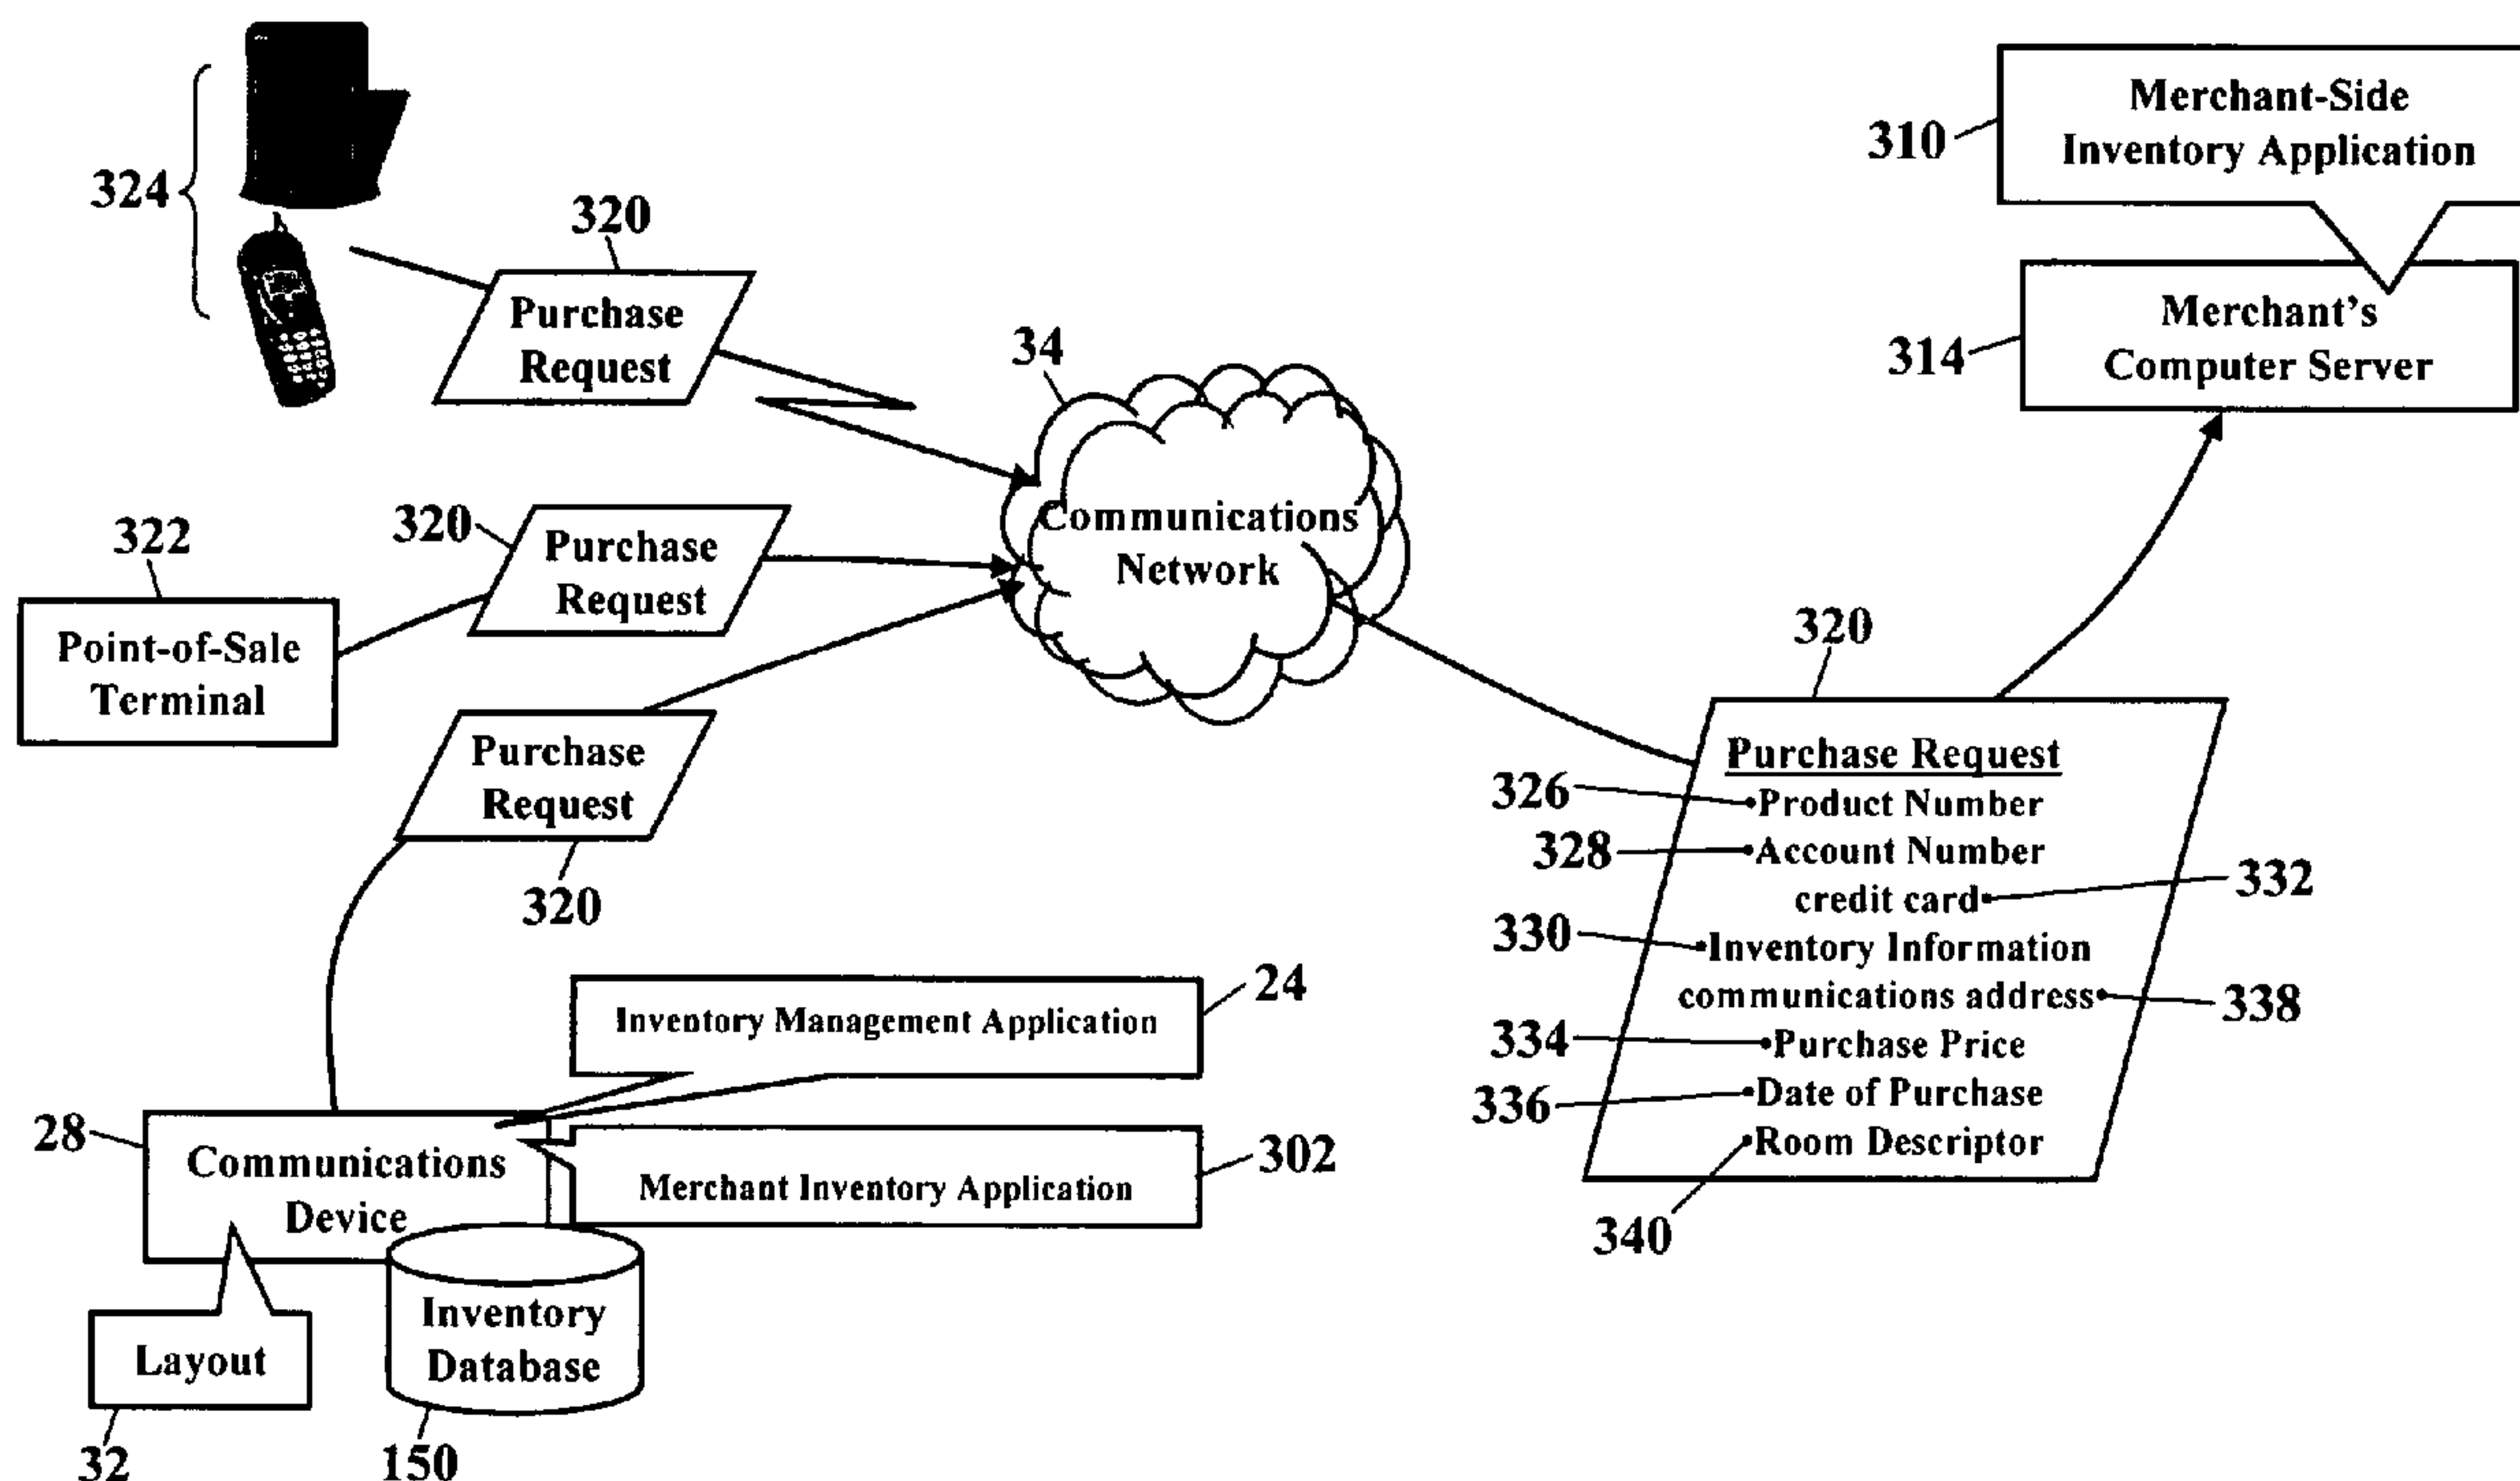 324
320
Purchase
Request
34
Communications
Network
310
Merchant-Side
Inventory Application
314
Merchant's
Computer Server
322
Point-of-Sale
Terminal
320
Purchase
Request
Purchase
Request
320
320
Purchase Request
326
•Product Number
328
•Account Number
credit card•
332
330
•Inventory Information
communications address•
338
334
•Purchase Price
336
•Date of Purchase
•Room Descriptor
340
Inventory Management Application
24
28
Communications
Device
Merchant Inventory Application
302
Layout
32
Inventory
Database
150